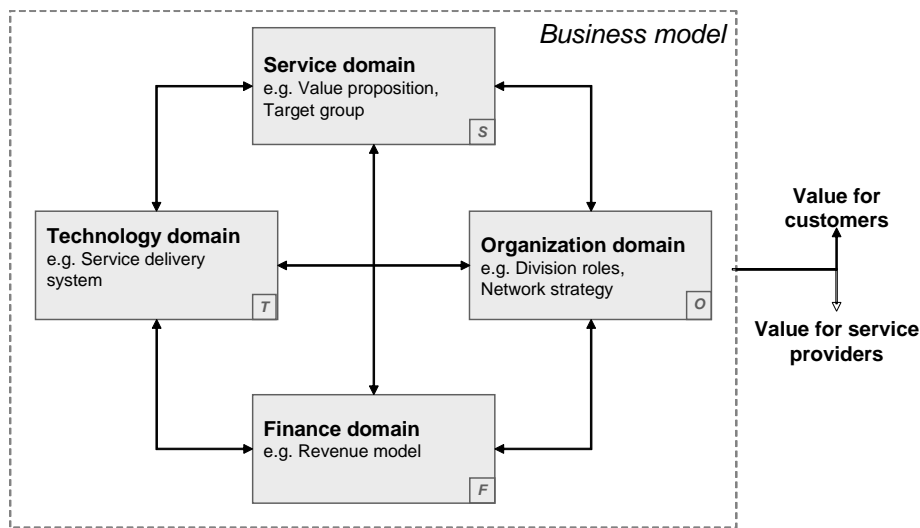 Business model
Service domain
e.g. Value proposition,
Target group
S
Technology domain
e.g. Service delivery
system
T
Organization domain
e.g. Division roles,
Network strategy
O
Finance domain
e.g. Revenue model
F
Value for
customers
Value for service
providers